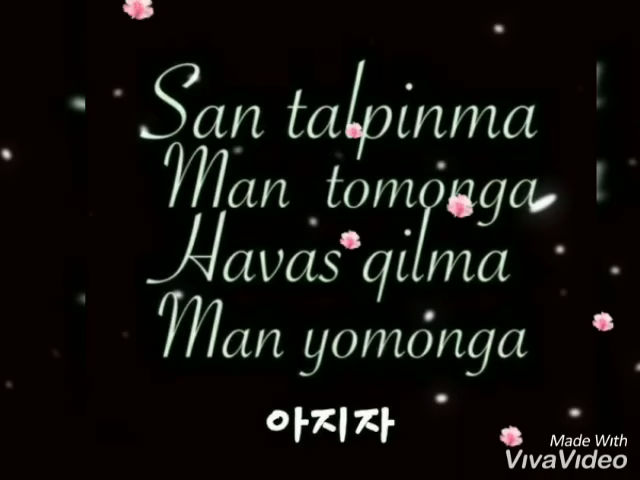 San talpinma
Man tomonga
Havas qilma
Man yomonga
아지자
Made With
VivaVideo